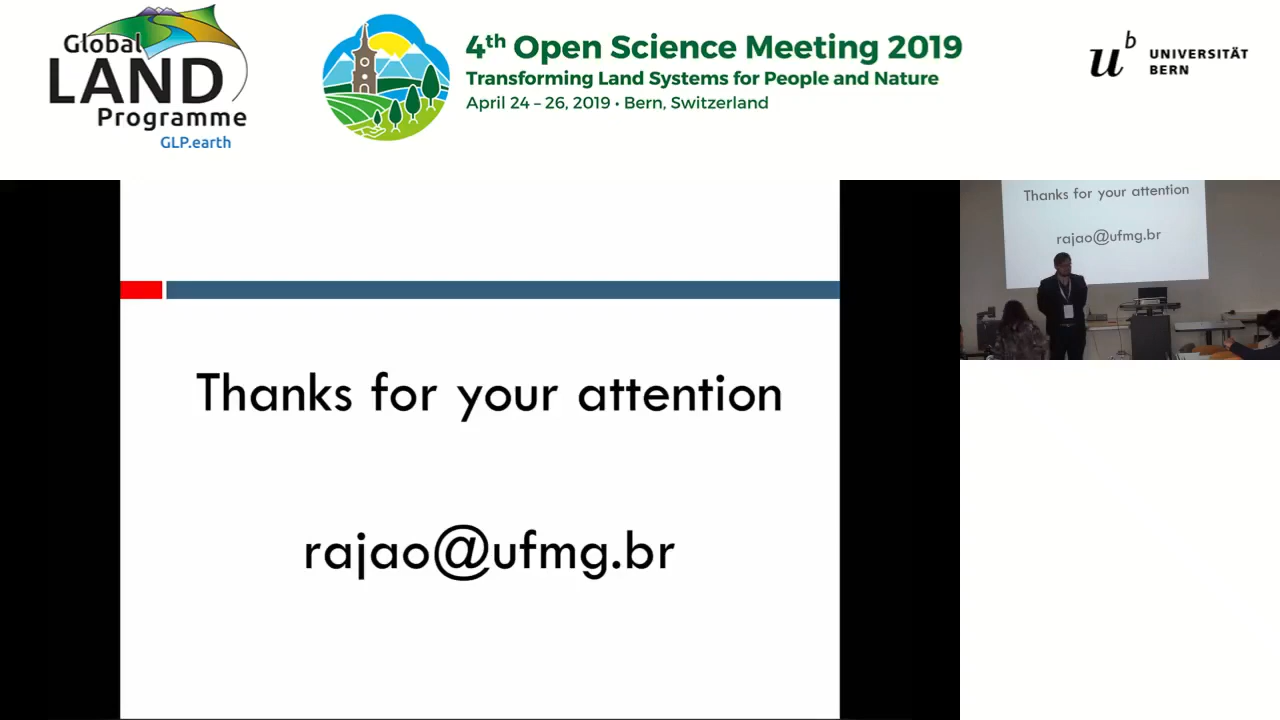 Global
LAND
Programme
GLP.earth
4th Open Science Meeting 2019
Transforming Land Systems for People and Nature
April 24 – 26, 2019 • Bern, Switzerland
u b
UNIVERSITÄT
BERN
Thanks for your attention
rajao@ufmg.br
Thanks for your attention
rajao@ufmg.br